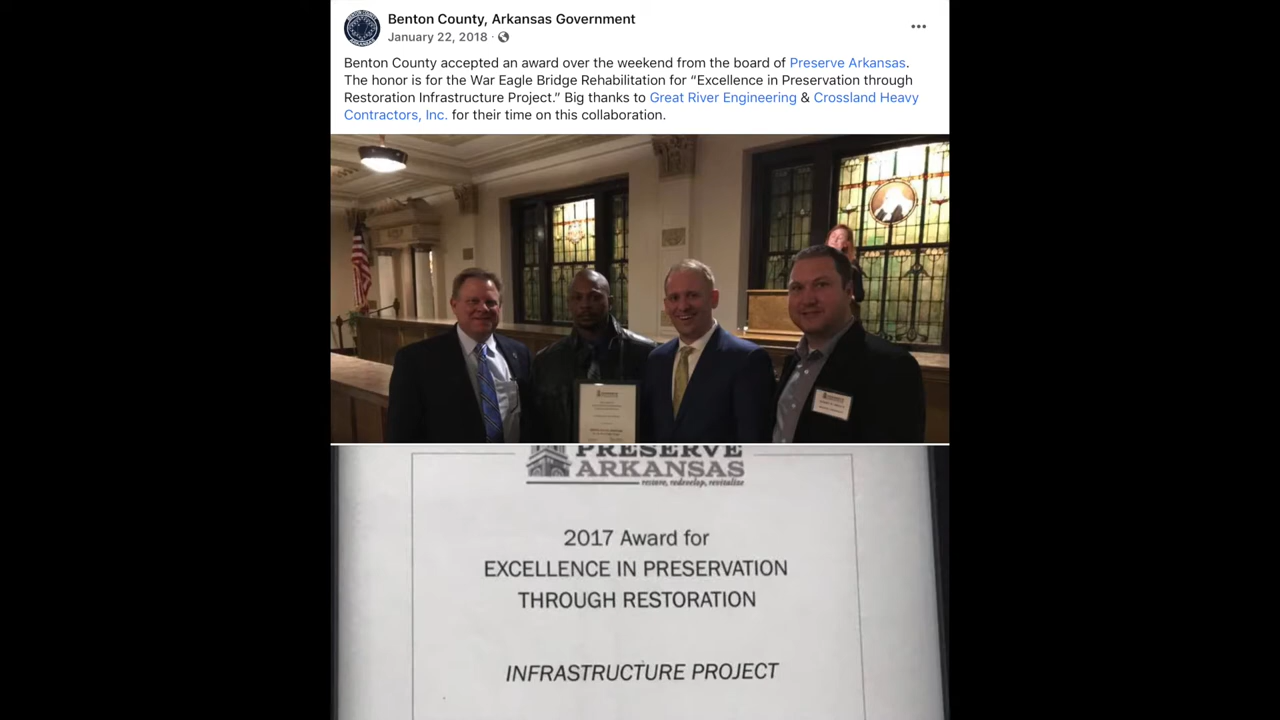 Benton County, Arkansas Government
January 22, 2018 ·
Benton County accepted an award over the weekend from the board of Preserve Arkansas.
The honor is for the War Eagle Bridge Rehabilitation for “Excellence in Preservation through
Restoration Infrastructure Project.” Big thanks to Great River Engineering & Crossland Heavy
Contractors, Inc. for their time on this collaboration.
PRESERVE
ARKANSAS
restore, redevelop, revitalize
2017 Award for
EXCELLENCE IN PRESERVATION
THROUGH RESTORATION
INFRASTRUCTURE PROJECT